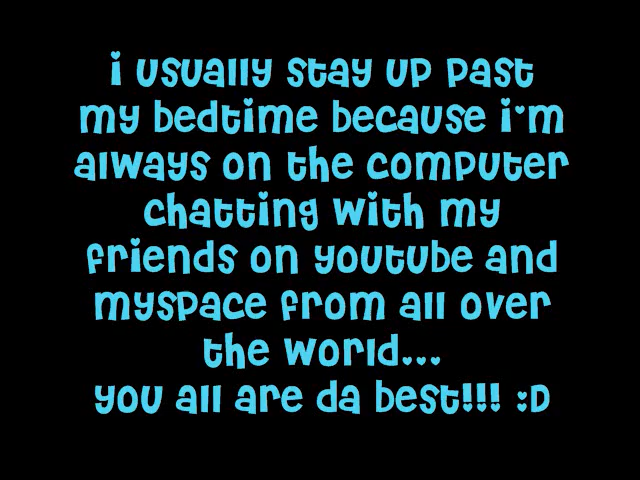 i usually stay up past
my bedtime because i'm
always on the computer
chatting with my
friends on youtube and
myspace from all over
the world...
you all are da best!!! :D